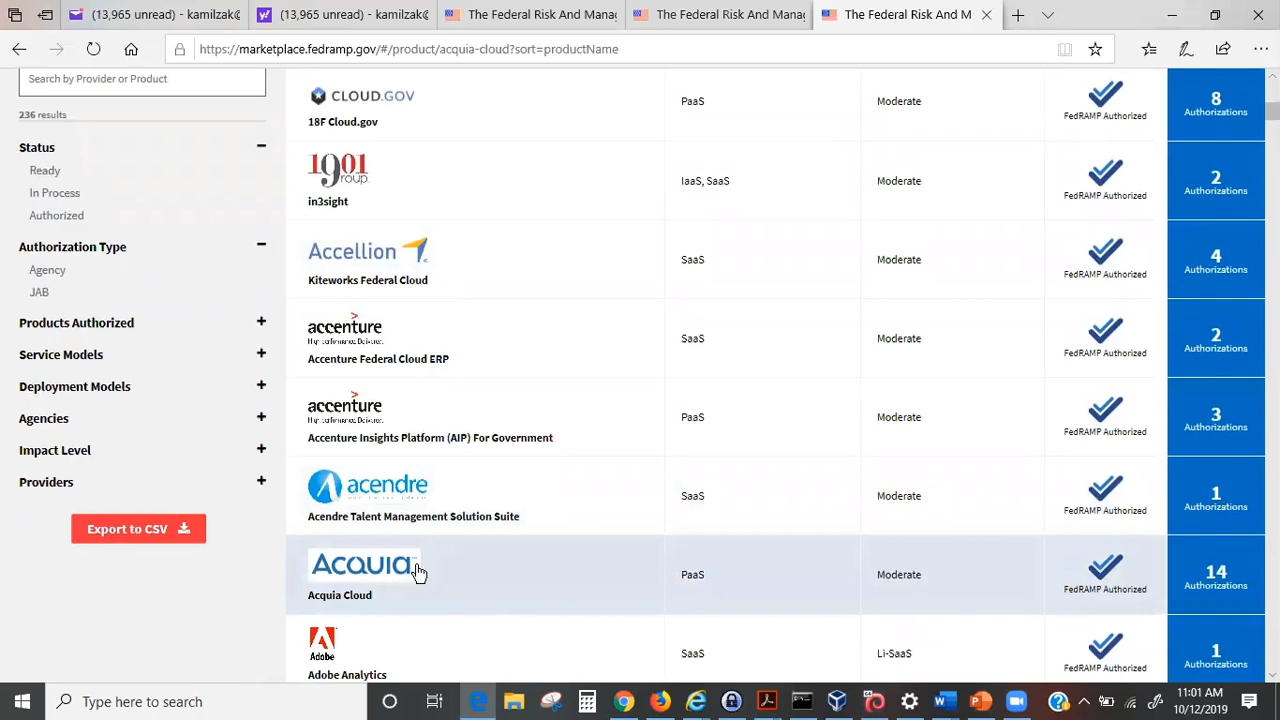 (13,965 unread) - kamilzak@
(13,965 unread) - kamilzak@
The Federal Risk And Manag
The Federal Risk And Manag
The Federal Risk And M
https://marketplace.fedramp.gov/#/product/acquia-cloud?sort=productName
Search by Provider or Product
236 results
Status
Ready
In Process
Authorized
Authorization Type
Agency
JAB
Products Authorized
Service Models
Deployment Models
Agencies
Impact Level
Providers
Export to CSV
CLOUD.GOV
18F Cloud.gov
PaaS
Moderate
FedRAMP Authorized
8
Authorizations
1901
Group
in3sight
IaaS, SaaS
Moderate
FedRAMP Authorized
2
Authorizations
Accellion
Kiteworks Federal Cloud
SaaS
Moderate
FedRAMP Authorized
4
Authorizations
accenture
High performance. Delivered.
Accenture Federal Cloud ERP
SaaS
Moderate
FedRAMP Authorized
2
Authorizations
accenture
High performance. Delivered.
Accenture Insights Platform (AIP) For Government
PaaS
Moderate
FedRAMP Authorized
3
Authorizations
acendre
Acendre Talent Management Solution Suite
SaaS
Moderate
FedRAMP Authorized
1
Authorizations
Acquia
Acquia Cloud
PaaS
Moderate
FedRAMP Authorized
14
Authorizations
Adobe
Adobe Analytics
SaaS
Li-SaaS
FedRAMP Authorized
1
Authorizations
Type here to search
11:01 AM
10/12/2019